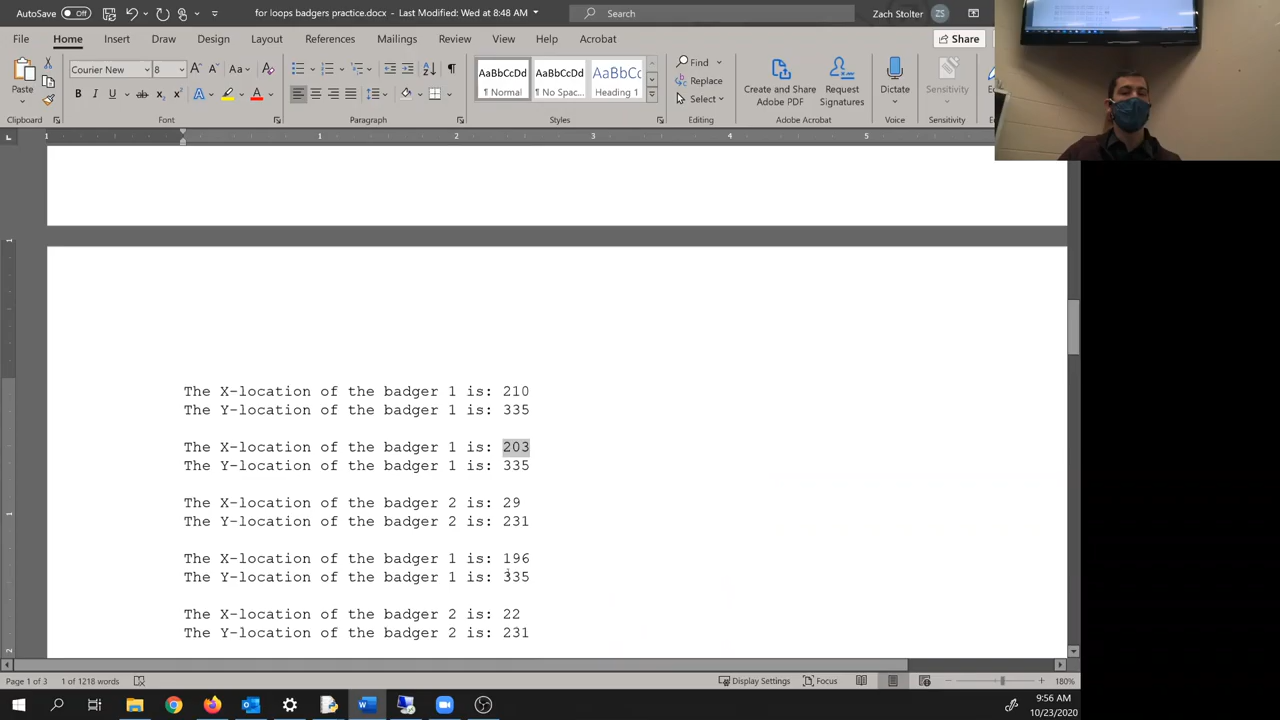 AutoSave Off for loops badgers practice.docx - Last Modified: Wed at 8:48 AM Search Zach Stolter ZS
File Home Insert Draw Design Layout References Mailings Review View Help Acrobat Share
Courier New 8 Aa
AaBbCcDd AaBbCcDd AaBbCc
¶ Normal ¶ No Spac... Heading 1
Find
Replace
Select
Paste
Create and Share Adobe PDF
Request Signatures
Dictate
Sensitivity
Clipboard Font Paragraph Styles Editing Adobe Acrobat Voice Sensitivity
1 1 2 3 4 5
The X-location of the badger 1 is: 210
The Y-location of the badger 1 is: 335
The X-location of the badger 1 is: 203
The Y-location of the badger 1 is: 335
The X-location of the badger 2 is: 29
The Y-location of the badger 2 is: 231
The X-location of the badger 1 is: 196
The Y-location of the badger 1 is: 335
The X-location of the badger 2 is: 22
The Y-location of the badger 2 is: 231
Page 1 of 3 1 of 1218 words Display Settings Focus 180%
9:56 AM
10/23/2020